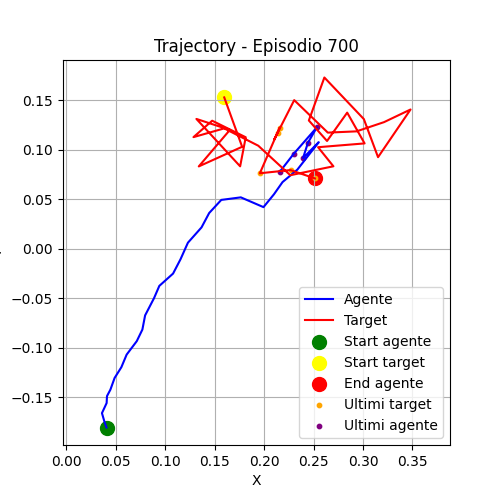 Trajectory - Episodio 700
0.15
0.10
0.05
0.00
−0.05
−0.10
−0.15
0.00 0.05 0.10 0.15 0.20 0.25 0.30 0.35
X
Agente
Target
Start agente
Start target
End agente
Ultimi target
Ultimi agente